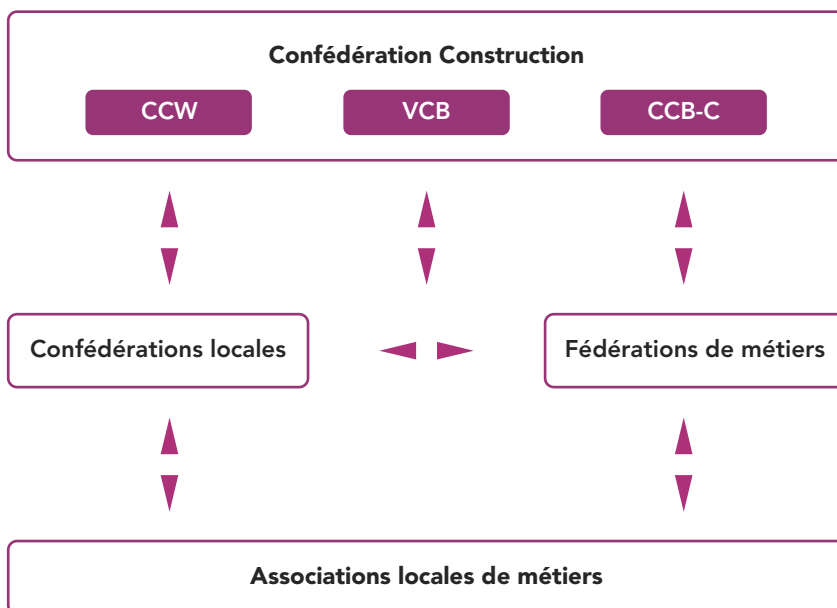 Confédération Construction
CCW VCB CCB-C
Confédérations locales Fédérations de métiers
Associations locales de métiers